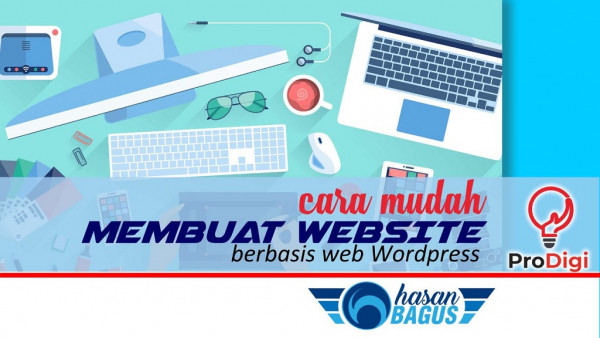 cara mudah
MEMBUAT WEBSITE
berbasis web Wordpress
ProDigi
hasan
BAGUS